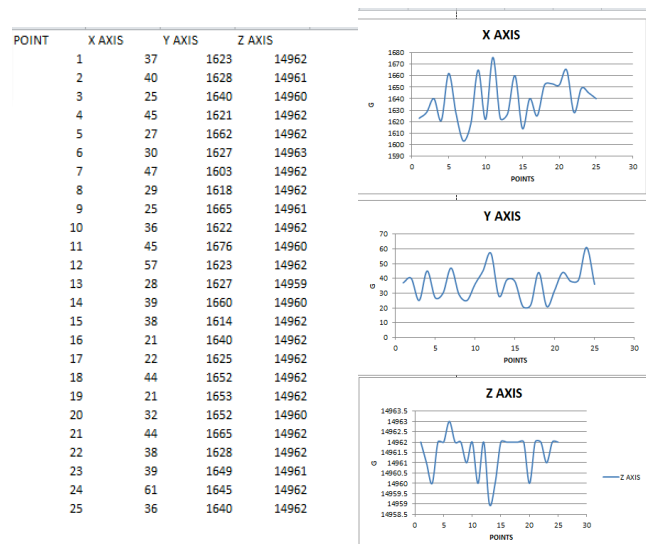 POINT X AXIS Y AXIS Z AXIS
1 37 1623 14962
2 40 1628 14961
3 25 1640 14960
4 45 1621 14962
5 27 1662 14962
6 30 1627 14963
7 47 1603 14962
8 29 1618 14962
9 25 1665 14961
10 36 1622 14962
11 45 1676 14960
12 57 1623 14962
13 28 1627 14959
14 39 1660 14960
15 38 1614 14962
16 21 1640 14962
17 22 1625 14962
18 44 1652 14962
19 21 1653 14962
20 32 1652 14960
21 44 1665 14962
22 38 1628 14962
23 39 1649 14961
24 61 1645 14962
25 36 1640 14962
X AXIS
1680
1670
1660
1650
1640
1630
1620
1610
1600
1590
G
0 5 10 15 20 25 30
POINTS
Y AXIS
70
60
50
40
30
20
10
0
G
0 5 10 15 20 25 30
POINTS
Z AXIS
14963.5
14963
14962.5
14962
14961.5
14961
14960.5
14960
14959.5
14959
14958.5
G
Z AXIS
0 5 10 15 20 25 30
POINTS